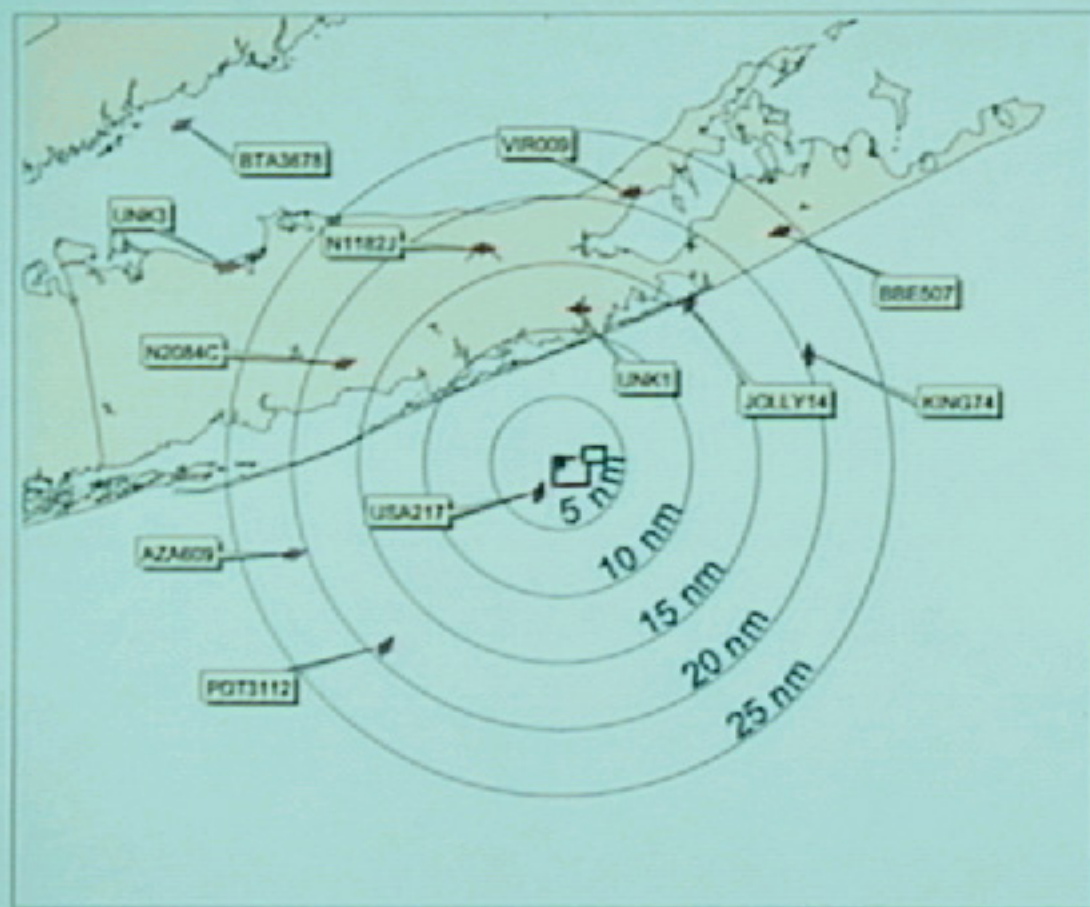 VIR009
BTA3678
UNK3
N1182J
BBE507
N2084C
UNK1
JOLLY14
KING74
USA217
5 nm
10 nm
AZA609
15 nm
20 nm
PDT3112
25 nm